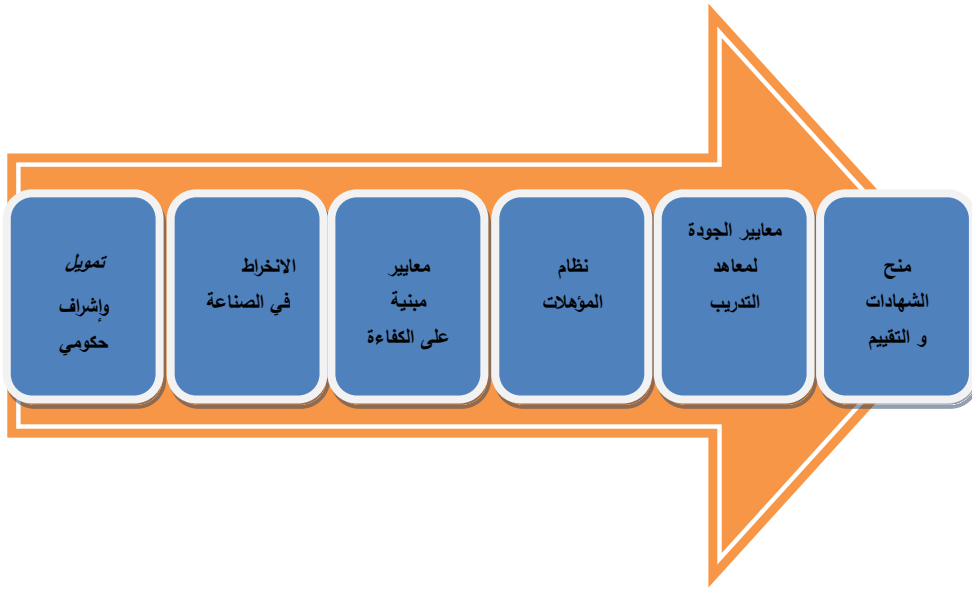 تمويل
وإشراف
حكومي
الانخراط
في الصناعة
معايير
مبنية
على الكفاءة
نظام
المؤهلات
معايير الجودة
لمعاهد
التدريب
منح
الشهادات
و التقييم